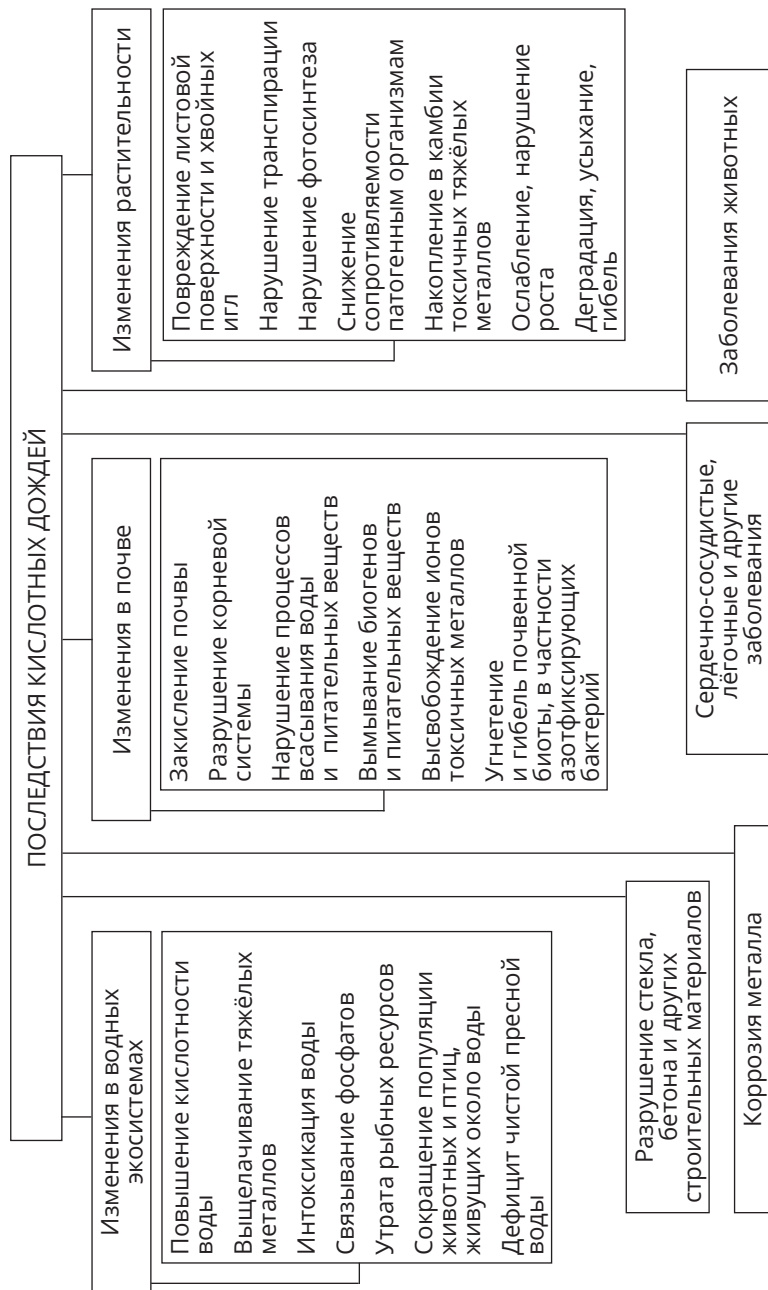 ПОСЛЕДСТВИЯ КИСЛОТНЫХ ДОЖДЕЙ
Изменения в водных
экосистемах
Повышение кислотности
воды
Выщелачивание тяжёлых
металлов
Интоксикация воды
Связывание фосфатов
Утрата рыбных ресурсов
Сокращение популяции
животных и птиц,
живущих около воды
Дефицит чистой пресной
воды
Изменения в почве
Закисление почвы
Разрушение корневой
системы
Нарушение процессов
всасывания воды
и питательных веществ
Вымывание биогенов
и питательных веществ
Высвобождение ионов
токсичных металлов
Угнетение
и гибель почвенной
биоты, в частности
азотфиксирующих
бактерий
Изменения растительности
Повреждение листовой
поверхности и хвойных
игл
Нарушение транспирации
Нарушение фотосинтеза
Снижение
сопротивляемости
патогенным организмам
Накопление в камбии
токсичных тяжёлых
металлов
Ослабление, нарушение
роста
Деградация, усыхание,
гибель
Разрушение стекла,
бетона и других
строительных материалов
Коррозия металла
Сердечно-сосудистые,
лёгочные и другие
заболевания
Заболевания животных